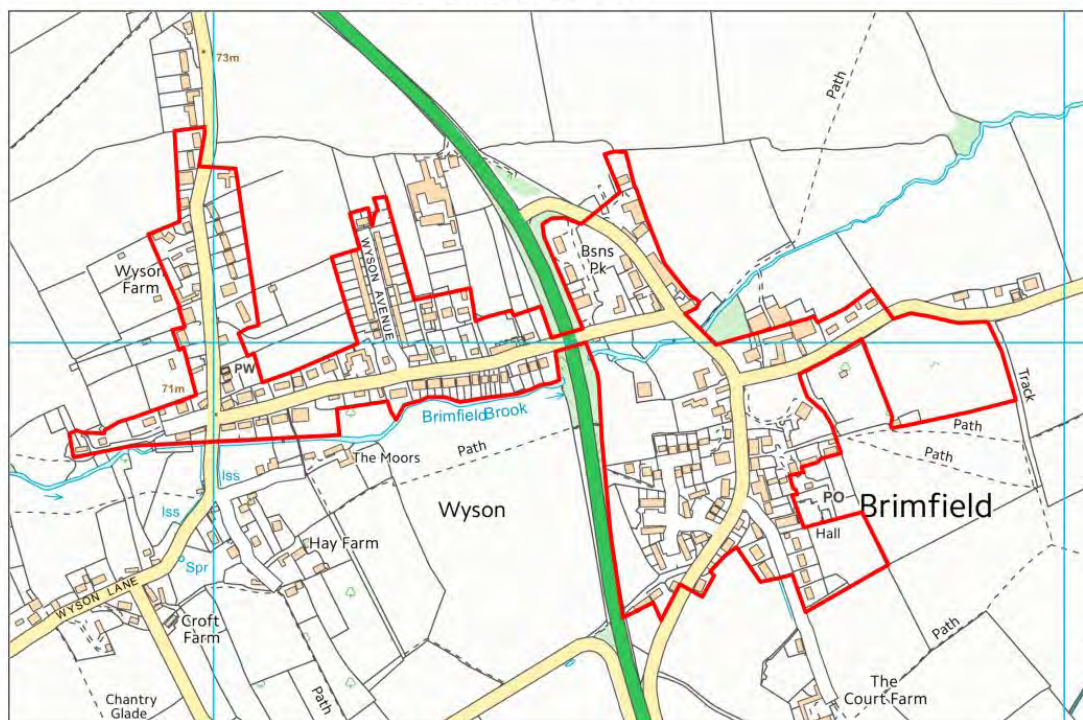 73m
Path
Wyson
Farm
WYSON AVENUE
Bsns
Pk
PW
71m
Brimfield Brook
Track
The Moors
Path
Path
Path
Iss
Iss
Wyson
PO
Brimfield
Hall
Hay Farm
Spr
WYSON LANE
Croft
Farm
Path
Path
Chantry
Glade
The
Court Farm